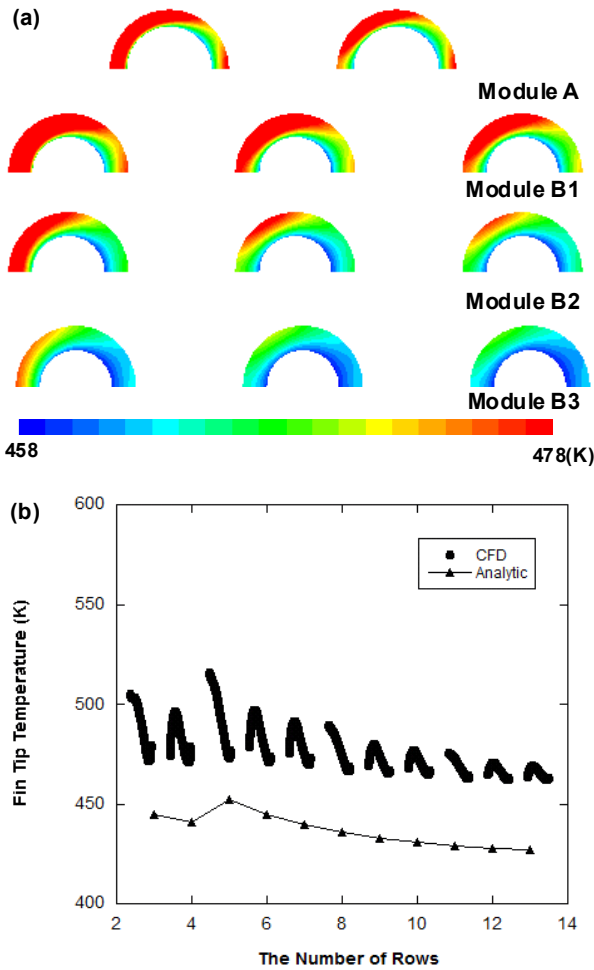 (a)
Module A
Module B1
Module B2
Module B3
458
478(K)
(b)
600
550
500
450
400
Fin Tip Temperature (K)
CFD
Analytic
2 4 6 8 10 12 14
The Number of Rows